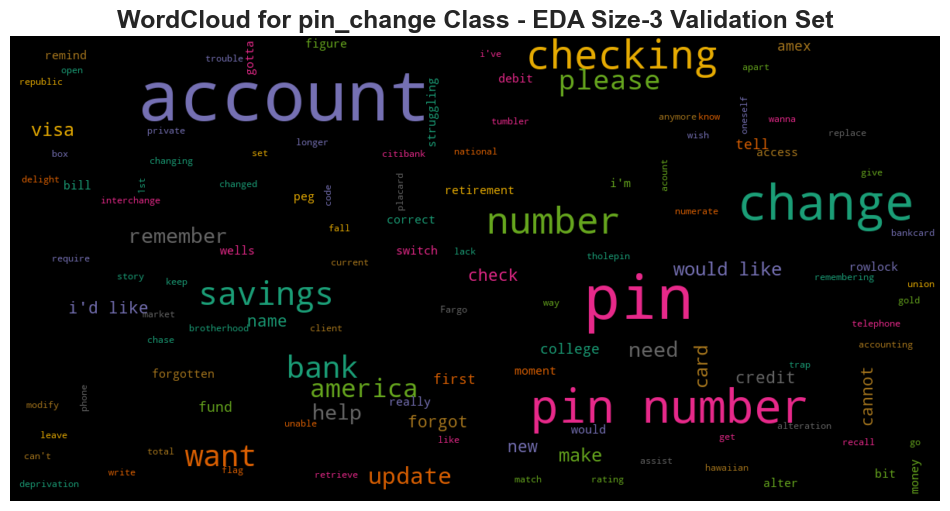 WordCloud for pin_change Class - EDA Size-3 Validation Set
remind
trouble
gotta
figure
i've
checking
amex
open
republic
account
debit
please
apart
visa
private
struggling
tumbler
anymore
know
oneself
wanna
replace
box
changing
set
longer
citibank
national
wish
tell
access
delight
bill
1st
changed
code
placard
retirement
i'm
acount
give
interchange
peg
correct
number
numerate
change
bankcard
remember
fall
wells
switch
lack
tholepin
require
current
check
would like
rowlock
remembering
story
keep
savings
pin
way
union
gold
i'd like
market
name
client
Fargo
telephone
brotherhood
chase
college
need
card
accounting
bank
america
first
moment
credit
trap
cannot
forgotten
phone
modify
fund
help
really
forgot
pin number
alteration
leave
unable
like
new
would
get
recall
go
can't
total
want
make
assist
hawaiian
bit
money
write
flag
retrieve
update
match
rating
alter
deprivation